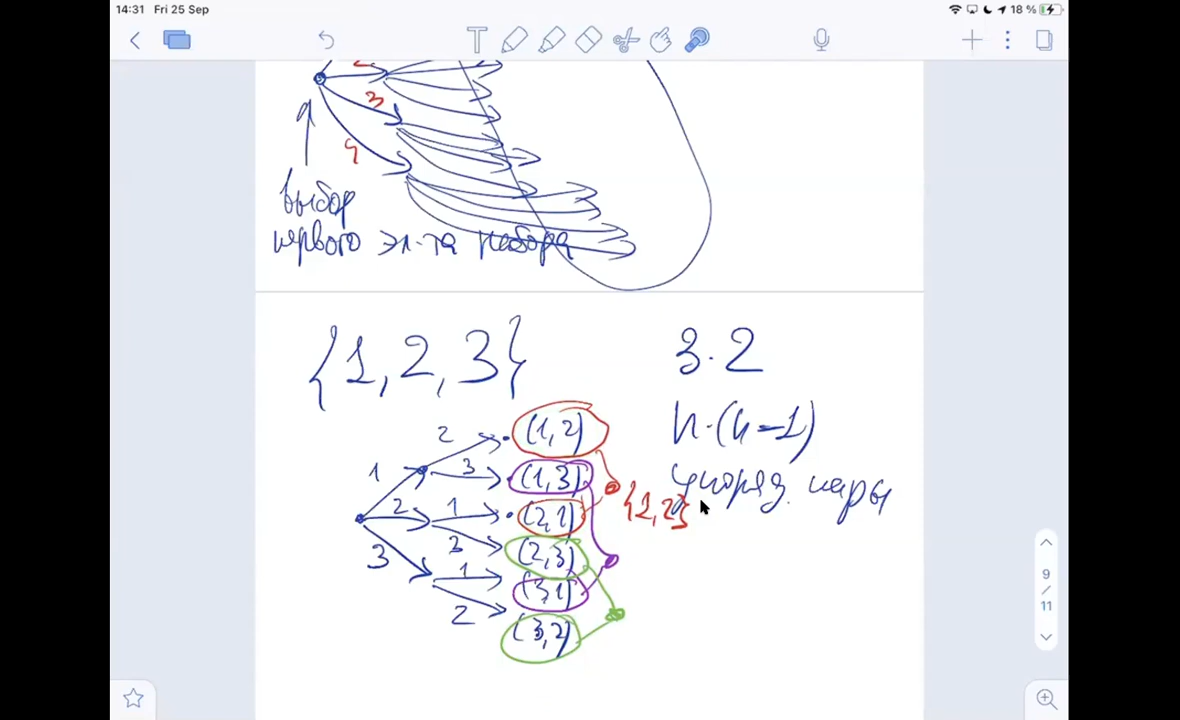 14:31 Fri 25 Sep
18 %
T
3
4
выбор
первого эл-та набора
{1, 2, 3}
3·2
n·(n-1)
упоряд. пары
2 (1,2)
1 3 (1,3)
2 1 (2,1) {1,2}
3 (2,3)
3 1 (3,1)
2 (3,2)
9
/
11